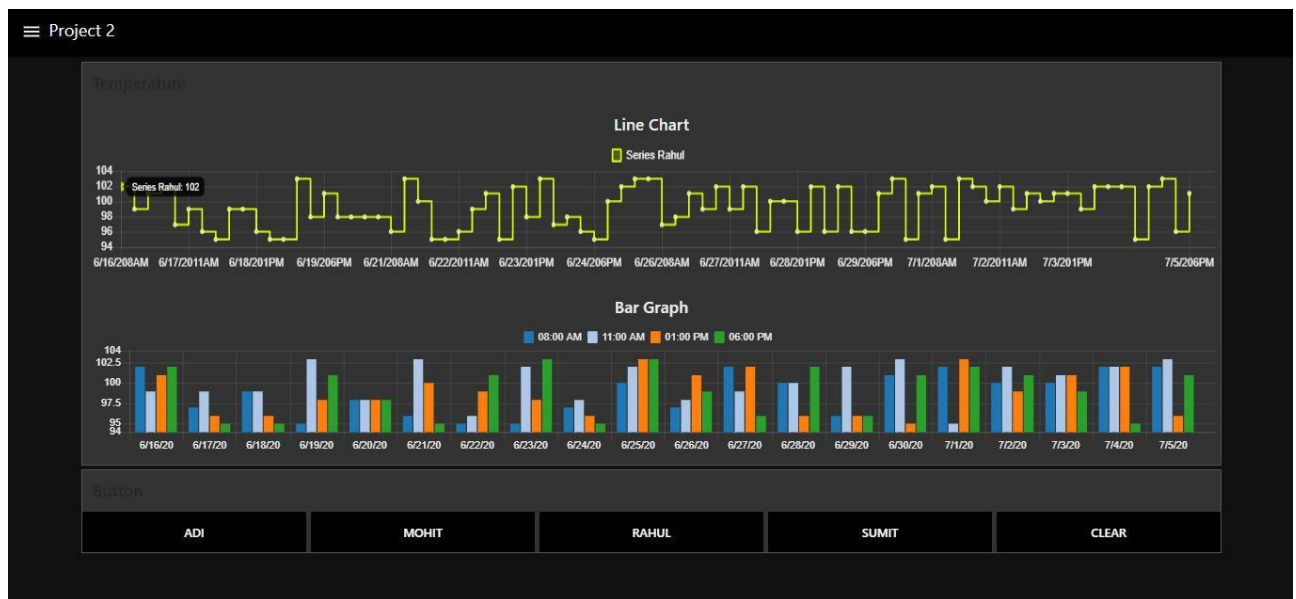 Project 2
Temperature
Line Chart
Series Rahul
104
102
Series Rahul: 102
100
98
96
94
6/16/208AM 6/17/2011AM 6/18/201PM 6/19/206PM 6/21/208AM 6/22/2011AM 6/23/201PM 6/24/206PM 6/26/208AM 6/27/2011AM 6/28/201PM 6/29/206PM 7/1/208AM 7/2/2011AM 7/3/201PM 7/5/206PM
Bar Graph
08:00 AM 11:00 AM 01:00 PM 06:00 PM
104
102.5
100
97.5
95
94
6/16/20 6/17/20 6/18/20 6/19/20 6/20/20 6/21/20 6/22/20 6/23/20 6/24/20 6/25/20 6/26/20 6/27/20 6/28/20 6/29/20 6/30/20 7/1/20 7/2/20 7/3/20 7/4/20 7/5/20
Button
ADI MOHIT RAHUL SUMIT CLEAR